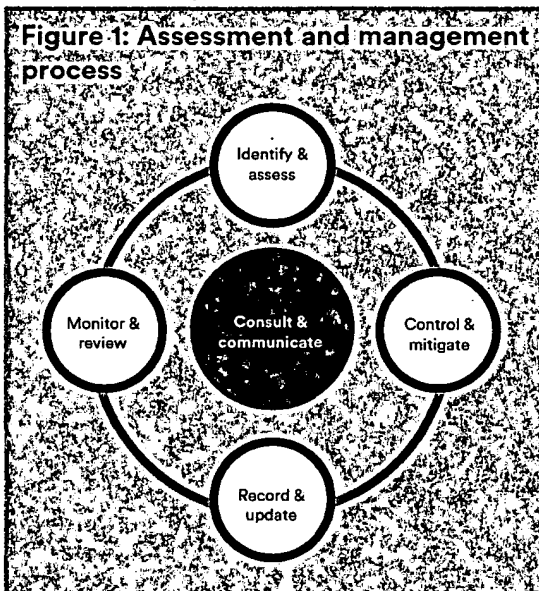 Figure 1: Assessment and management
process
Identify &
assess
Monitor &
review
Consult &
communicate
Control &
mitigate
Record &
update